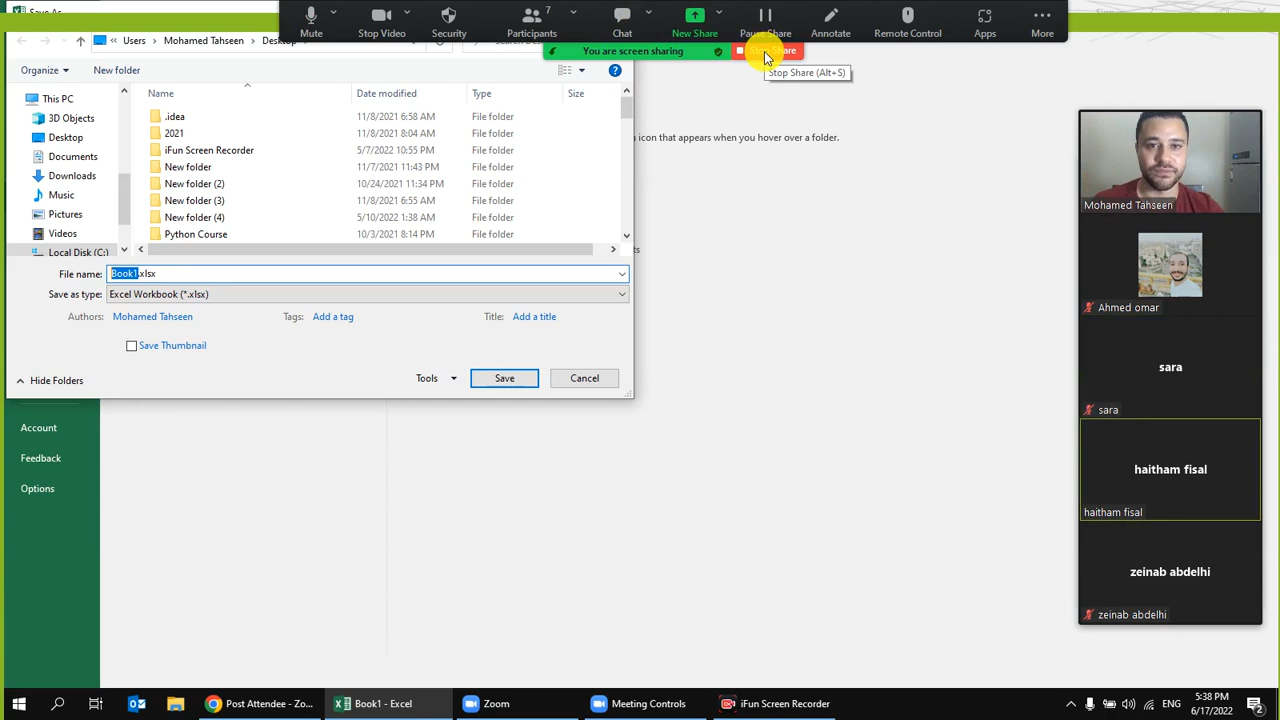 Save As
Mute
Stop Video
Security
Participants
7
Chat
New Share
Pause Share
Annotate
Remote Control
Apps
More
You are screen sharing
Stop Share
Stop Share (Alt+S)
« Users > Mohamed Tahseen > Desktop
Search Des
Organize
New folder
Name
Date modified
Type
Size
This PC
3D Objects
Desktop
Documents
Downloads
Music
Pictures
Videos
Local Disk (C:)
.idea 11/8/2021 6:58 AM File folder
2021 11/8/2021 8:04 AM File folder
iFun Screen Recorder 5/7/2022 10:55 PM File folder
New folder 11/7/2021 11:43 PM File folder
New folder (2) 10/24/2021 11:34 PM File folder
New folder (3) 11/8/2021 6:55 AM File folder
New folder (4) 5/10/2022 1:38 AM File folder
Python Course 10/3/2021 8:14 PM File folder
icon that appears when you hover over a folder.
ts
File name: Book1.xlsx
Save as type: Excel Workbook (*.xlsx)
Authors: Mohamed Tahseen
Tags: Add a tag
Title: Add a title
Save Thumbnail
Hide Folders
Tools
Save
Cancel
Account
Feedback
Options
Mohamed Tahseen
Ahmed omar
sara
sara
haitham fisal
haitham fisal
zeinab abdelhi
zeinab abdelhi
Post Attendee - Zo...
Book1 - Excel
Zoom
Meeting Controls
iFun Screen Recorder
ENG
5:38 PM
6/17/2022
2